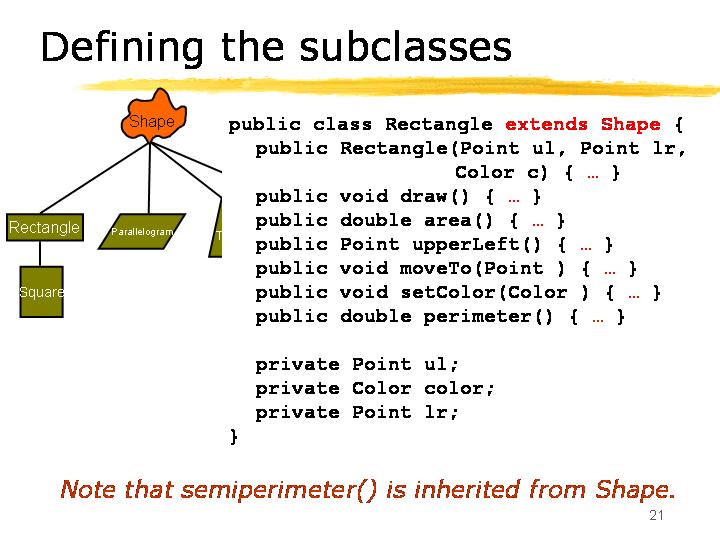 Defining the subclasses
Shape
Rectangle
Parallelogram
T
Square
public class Rectangle extends Shape {
public Rectangle(Point ul, Point lr,
Color c) { … }
public void draw() { … }
public double area() { … }
public Point upperLeft() { … }
public void moveTo(Point ) { … }
public void setColor(Color ) { … }
public double perimeter() { … }
private Point ul;
private Color color;
private Point lr;
}
Note that semiperimeter() is inherited from Shape.
21